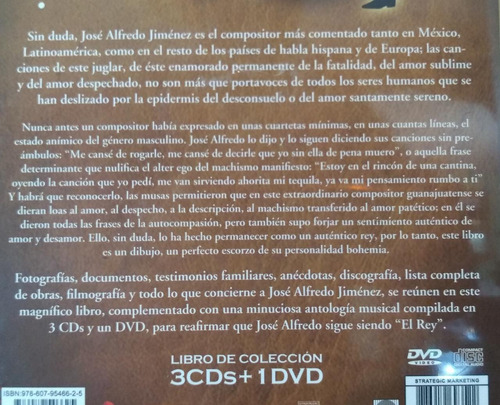 Sin duda, José Alfredo Jiménez es el compositor más comentado tanto en México,
Latinoamérica, como en el resto de los países de habla hispana y de Europa; las can-
ciones de este juglar, de éste enamorado permanente de la fatalidad, del amor sublime
y del amor despechado, no son más que portavoces de todos los seres humanos que se
han deslizado por la epidermis del desconsuelo o del amor santamente sereno.
Nunca antes un compositor había expresado en unas cuartetas mínimas, en unas cuantas líneas, el
estado anímico del género masculino. José Alfredo lo dijo y lo siguen diciendo sus canciones sin pre-
ámbulos: “Me cansé de rogarle, me cansé de decirle que yo sin ella de pena muero”, o aquella frase
determinante que nulifica el alter ego del machismo manifiesto: “Estoy en el rincón de una cantina,
oyendo la canción que yo pedí, me van sirviendo ahorita mi tequila, ya va mi pensamiento rumbo a ti”
Y habrá que reconocerlo, las musas permitieron que en este extraordinario compositor guanajuatense se
dieran loas al amor, al despecho, a la descripción, al machismo transferido al amor patético; en él se
dieron todas las frases de la autocompasión, pero también supo forjar un sentimiento auténtico de
amor y desamor. Ello, sin duda, lo ha hecho permanecer como un auténtico rey, por lo tanto, este libro
es un dibujo, un perfecto escorzo de su personalidad bohemia.
Fotografías, documentos, testimonios familiares, anécdotas, discografía, lista completa
de obras, filmografía y todo lo que concierne a José Alfredo Jiménez, se reúnen en este
magnífico libro, complementado con una minuciosa antología musical compilada en
3 CDs y un DVD, para reafirmar que José Alfredo sigue siendo “El Rey”.
LIBRO DE COLECCIÓN
3CDs+1DVD
DVD
VIDEO
COMPACT
disc
DIGITAL AUDIO
ISBN: 978-607-95466-2-5
STRATEGIC MARKETING